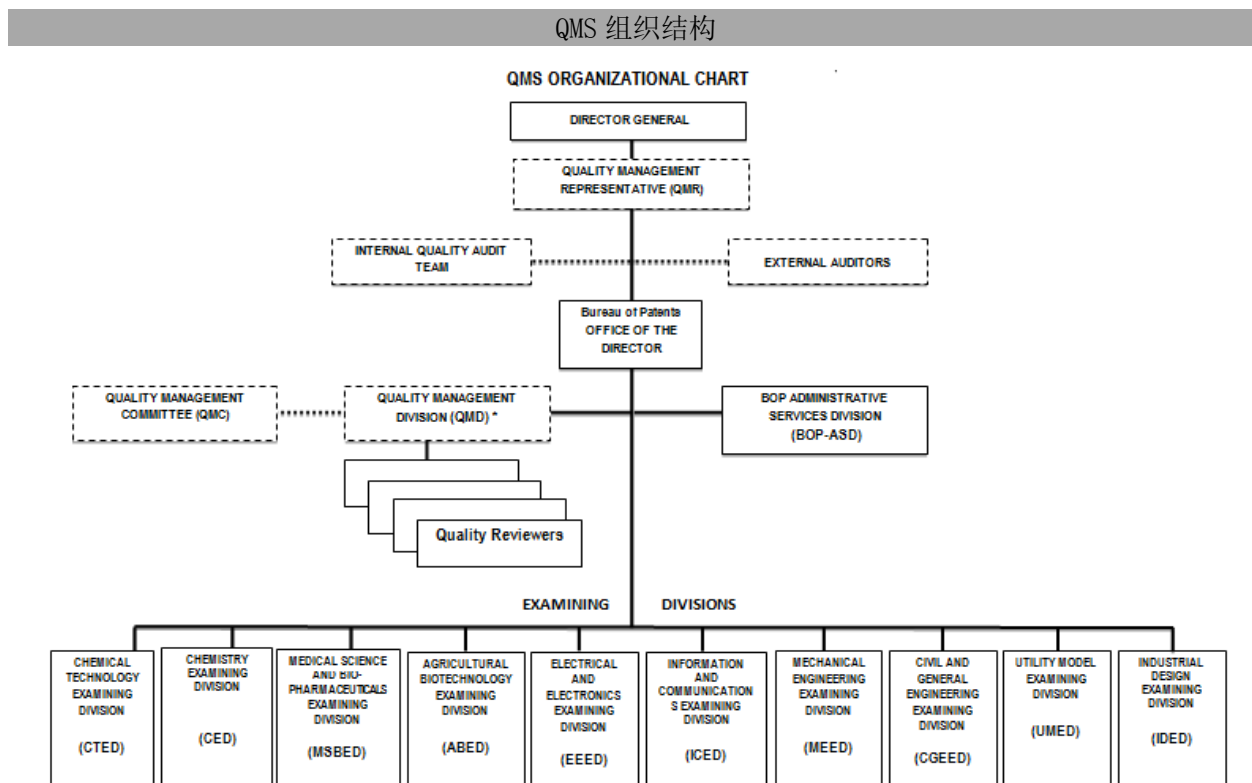 QMS 组织结构
QMS ORGANIZATIONAL CHART
DIRECTOR GENERAL
QUALITY MANAGEMENT
REPRESENTATIVE (QMR)
INTERNAL QUALITY AUDIT
TEAM
EXTERNAL AUDITORS
Bureau of Patents
OFFICE OF THE
DIRECTOR
QUALITY MANAGEMENT
COMMITTEE (QMC)
QUALITY MANAGEMENT
DIVISION (QMD) *
BOP ADMINISTRATIVE
SERVICES DIVISION
(BOP-ASD)
Quality Reviewers
EXAMINING DIVISIONS
CHEMICAL
TECHNOLOGY
EXAMINING
DIVISION
(CTED)
CHEMISTRY
EXAMINING
DIVISION
(CED)
MEDICAL SCIENCE
AND BIO-
PHARMACEUTICALS
EXAMINING
DIVISION
(MSBED)
AGRICULTURAL
BIOTECHNOLOGY
EXAMINING
DIVISION
(ABED)
ELECTRICAL
AND
ELECTRONICS
EXAMINING
DIVISION
(EEED)
INFORMATION
AND
COMMUNICATION
S EXAMINING
DIVISION
(ICED)
MECHANICAL
ENGINEERING
EXAMINING
DIVISION
(MEED)
CIVIL AND
GENERAL
ENGINEERING
EXAMINING
DIVISION
(CGEED)
UTILITY MODEL
EXAMINING
DIVISION
(UMED)
INDUSTRIAL
DESIGN
EXAMINING
DIVISION
(IDED)